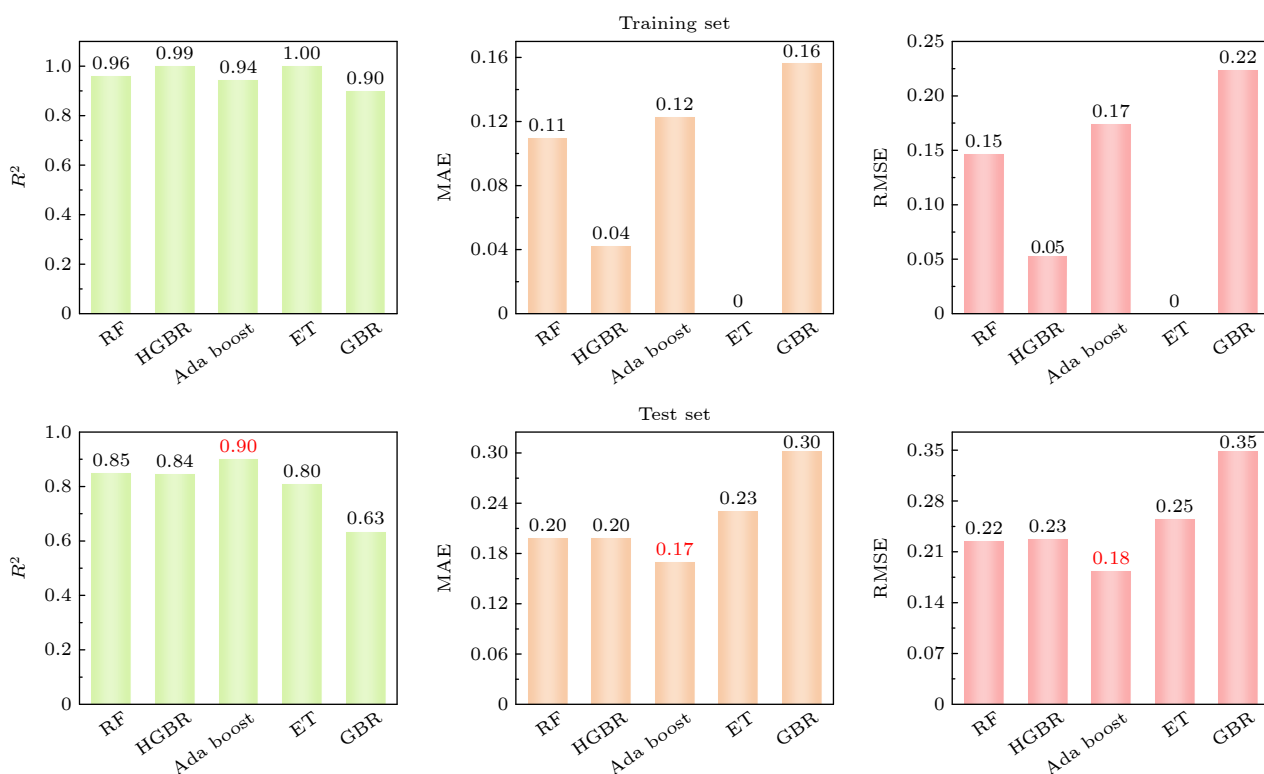 Training set
R²
1.0
0.8
0.6
0.4
0.2
0
0.96
0.99
0.94
1.00
0.90
RF
HGBR
Ada boost
ET
GBR
MAE
0.16
0.12
0.08
0.04
0
0.11
0.04
0.12
0
0.16
RF
HGBR
Ada boost
ET
GBR
RMSE
0.25
0.20
0.15
0.10
0.05
0
0.15
0.05
0.17
0
0.22
RF
HGBR
Ada boost
ET
GBR
Test set
R²
1.0
0.8
0.6
0.4
0.2
0
0.85
0.84
0.90
0.80
0.63
RF
HGBR
Ada boost
ET
GBR
MAE
0.30
0.24
0.18
0.12
0.06
0
0.20
0.20
0.17
0.23
0.30
RF
HGBR
Ada boost
ET
GBR
RMSE
0.35
0.28
0.21
0.14
0.07
0
0.22
0.23
0.18
0.25
0.35
RF
HGBR
Ada boost
ET
GBR